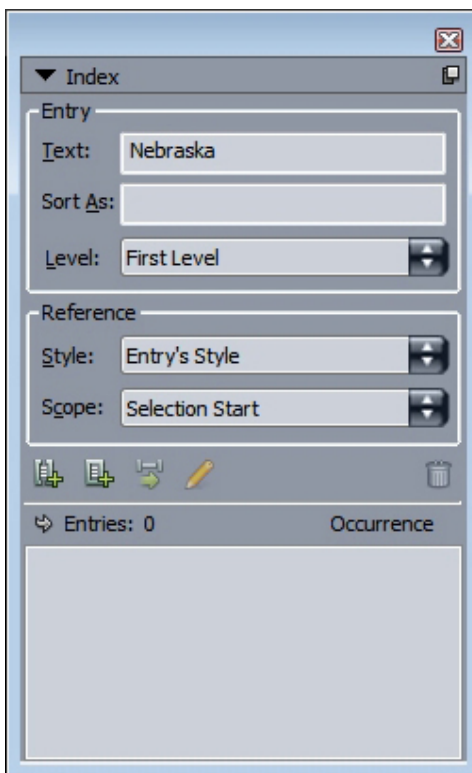 Index
Entry
Text: Nebraska
Sort As:
Level: First Level
Reference
Style: Entry's Style
Scope: Selection Start
Entries: 0 Occurrence